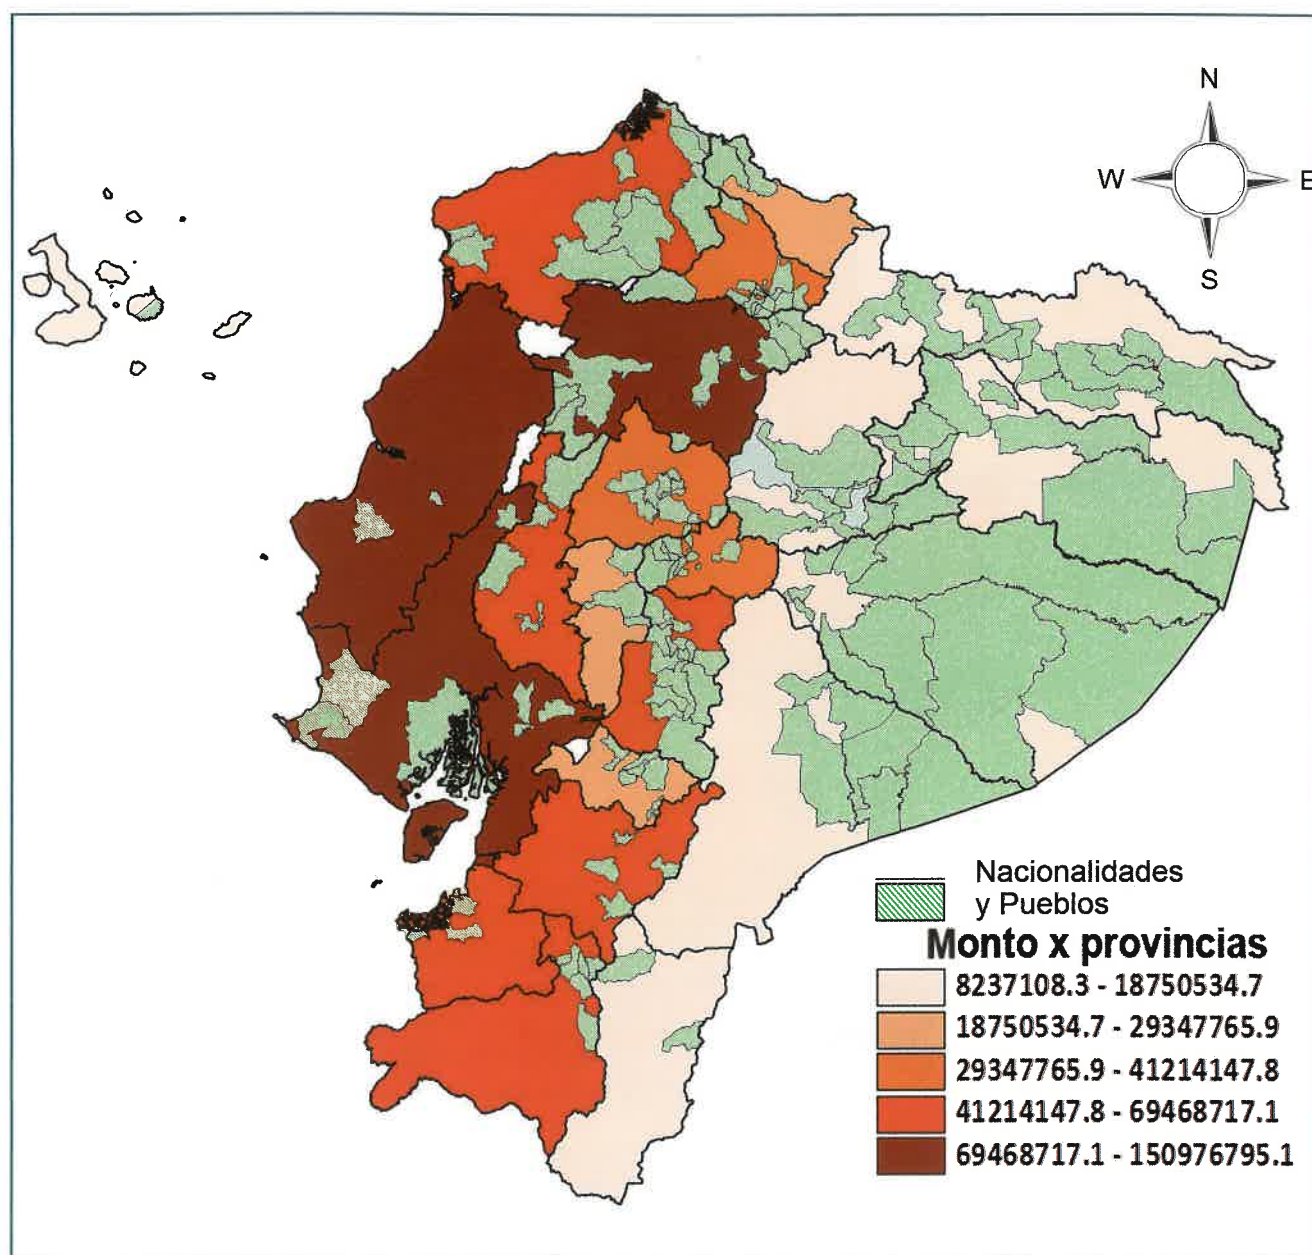 N
W
E
S
Nacionalidades
y Pueblos
Monto x provincias
8237108.3 - 18750534.7
18750534.7 - 29347765.9
29347765.9 - 41214147.8
41214147.8 - 69468717.1
69468717.1 - 150976795.1